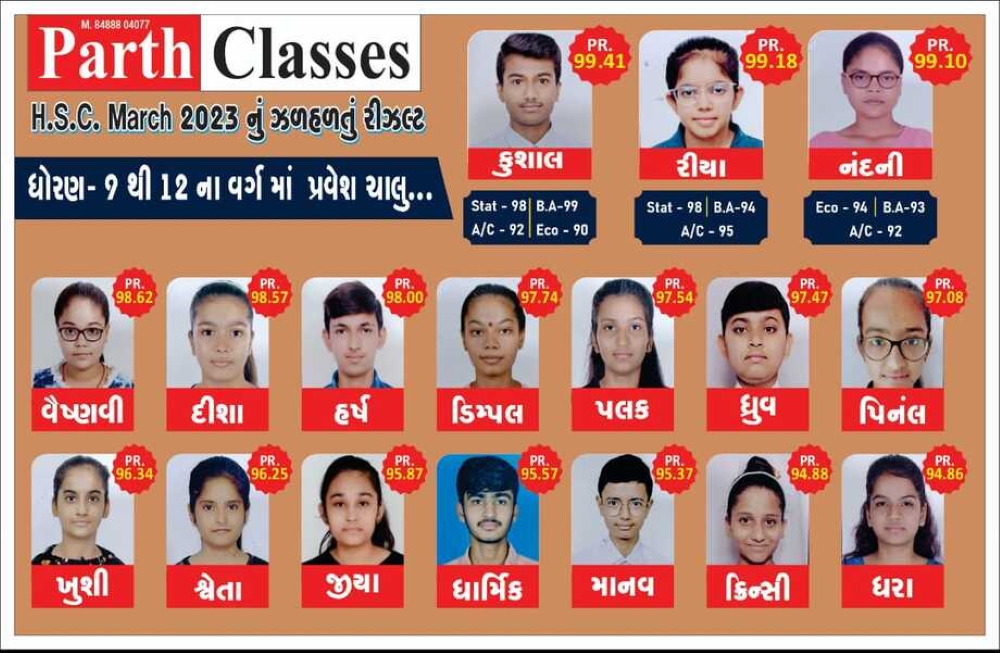 M. 84888 04077
Parth Classes
H.S.C. March 2023 નું ઝળહળતું રીઝલ્ટ
ધોરણ- 9 થી 12 ના વર્ગ માં પ્રવેશ ચાલુ...
PR. 99.41
કુશાલ
Stat - 98 | B.A-99
A/C - 92 | Eco - 90
PR. 99.18
રીયા
Stat - 98 | B.A-94
A/C - 95
PR. 99.10
નંદની
Eco - 94 | B.A-93
A/C - 92
PR. 98.62
વૈષ્ણવી
PR. 98.57
દીશા
PR. 98.00
હર્ષ
PR. 97.74
ડિમ્પલ
PR. 97.54
પલક
PR. 97.47
ધ્રુવ
PR. 97.08
પિનંલ
PR. 96.34
ખુશી
PR. 96.25
શ્વેતા
PR. 95.87
જીયા
PR. 95.57
ધાર્મિક
PR. 95.37
માનવ
PR. 94.88
ક્રિન્સી
PR. 94.86
ધરા